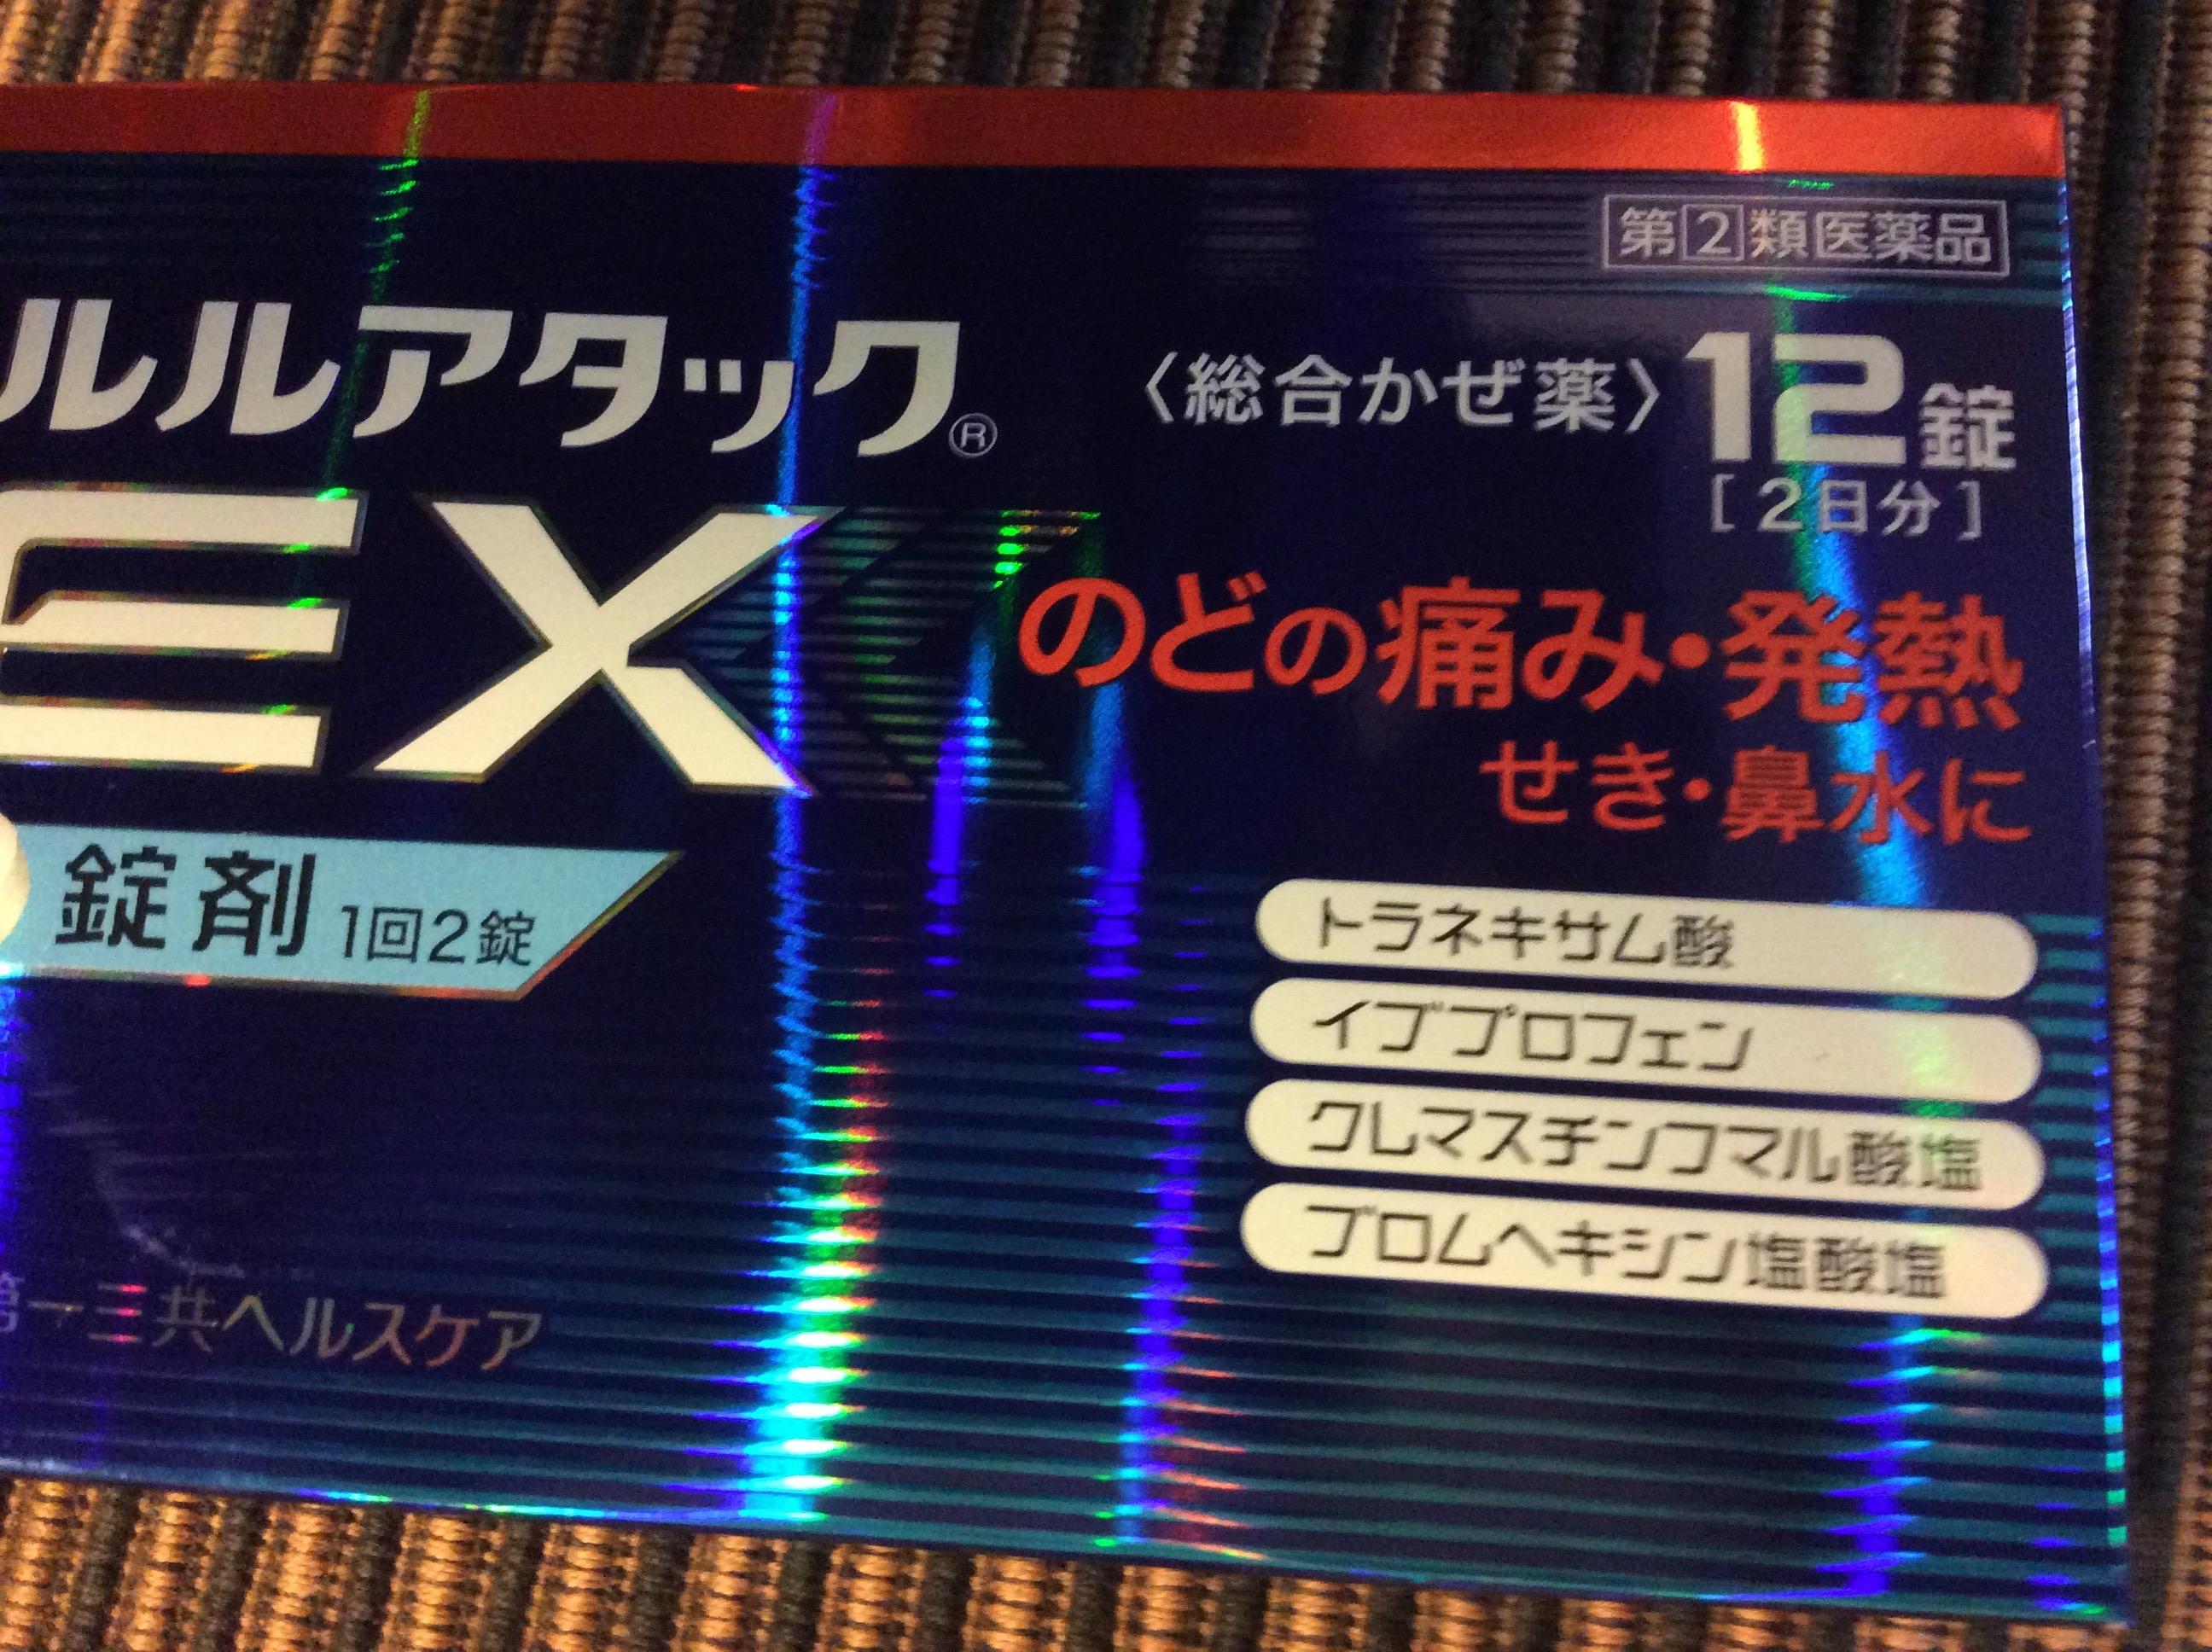 第②類医薬品
ルルアタック®
EX
〈総合かぜ薬〉12錠
[2日分]
のどの痛み・発熱
せき・鼻水に
錠剤 1回2錠
トラネキサム酸
イブプロフェン
クレマスチンフマル酸塩
ブロムヘキシン塩酸塩
第一三共ヘルスケア